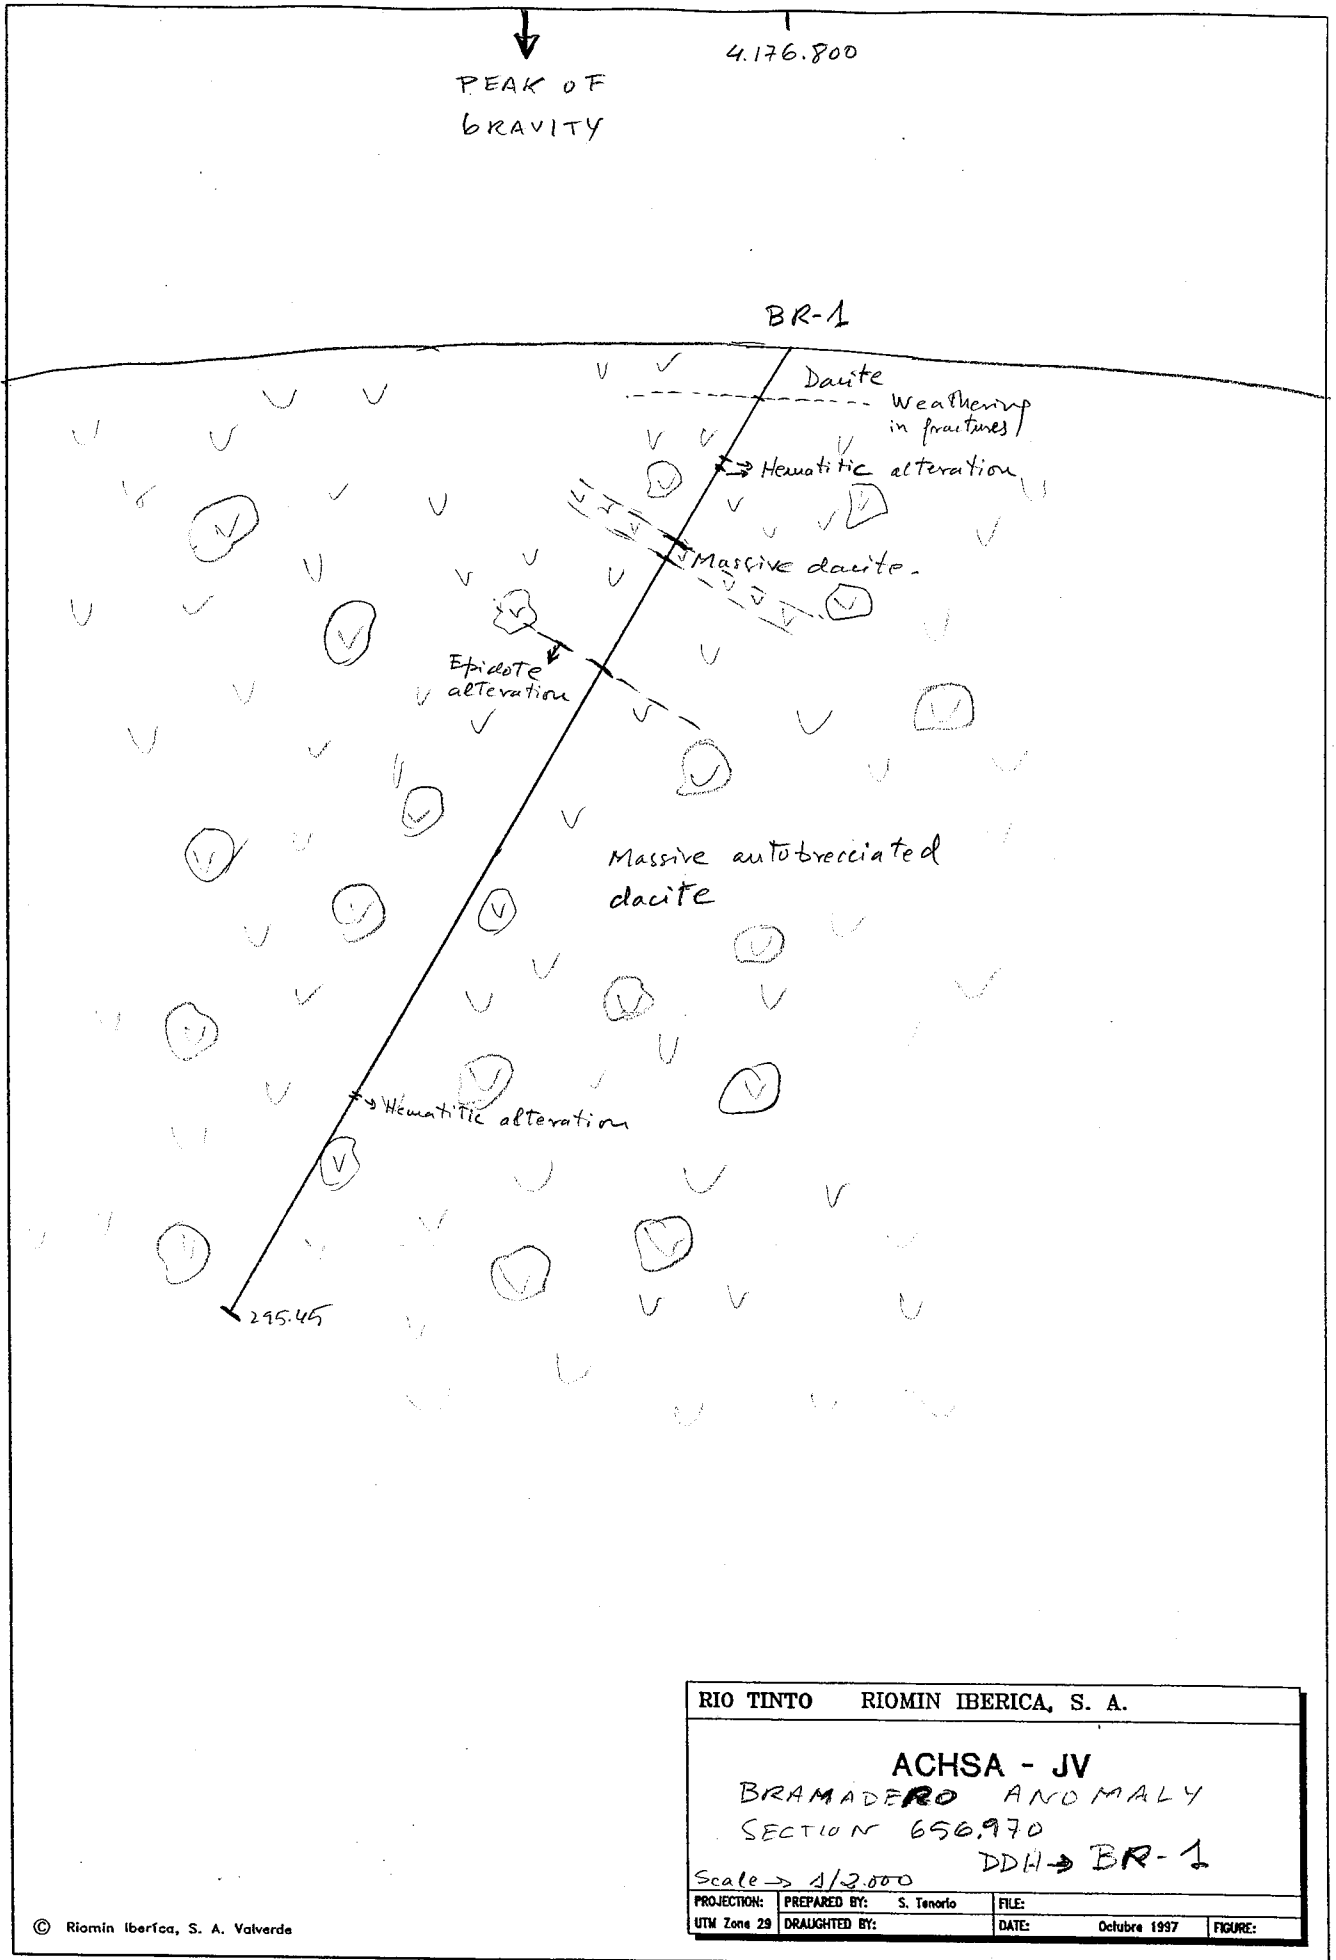 PEAK OF
GRAVITY
4.176.800
BR-1
Dacite
Weathering
in fractures
Hematitic alteration
Massive dacite.
Epidote
alteration
Massive autobrecciated
dacite
Hematitic alteration
295.45
RIO TINTO RIOMIN IBERICA, S. A.
ACHSA - JV
BRAMADERO ANOMALY
SECTION 656.970
DDH → BR-1
Scale → 1/2.000
PROJECTION: PREPARED BY: S. Tenorio FILE:
UTM Zone 29 DRAUGHTED BY: DATE: Octubre 1997 FIGURE:
© Riomin Iberica, S. A. Valverde